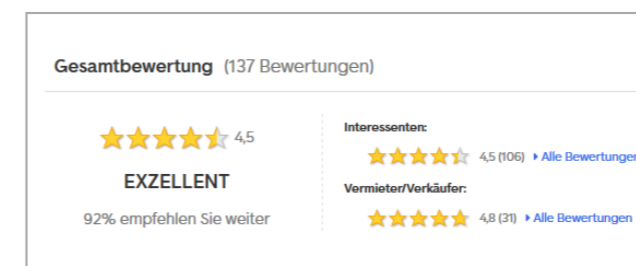 Gesamtbewertung (137 Bewertungen)
4,5
EXZELLENT
92% empfehlen Sie weiter
Interessenten:
4,5 (106) Alle Bewertungen
Vermieter/Verkäufer:
4,8 (31) Alle Bewertungen